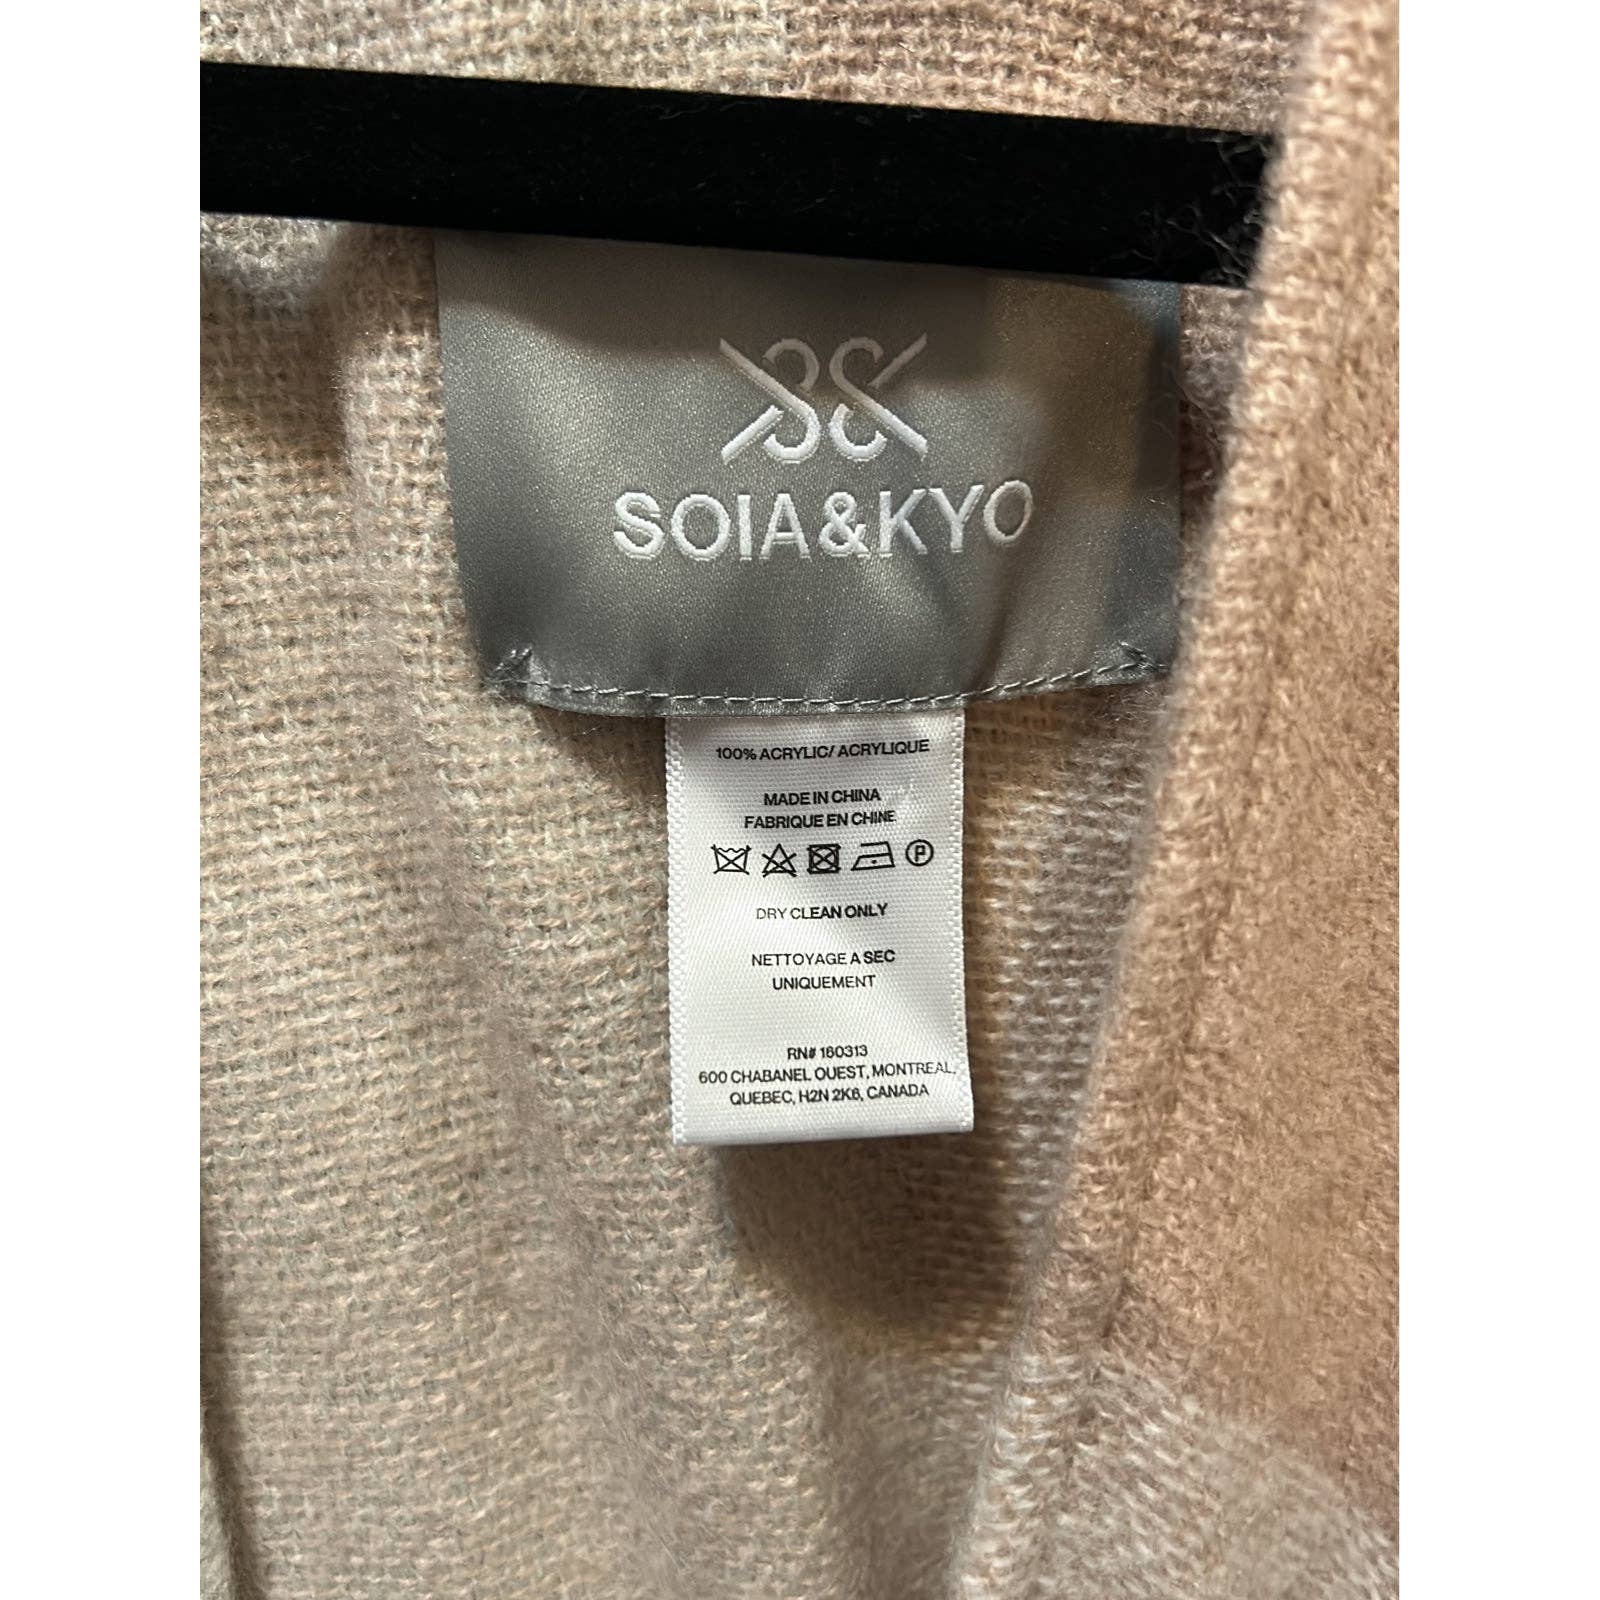 SOIA&KYO
100% ACRYLIC/ ACRYLIQUE
MADE IN CHINA
FABRIQUE EN CHINE
P
DRY CLEAN ONLY
NETTOYAGE A SEC
UNIQUEMENT
RN# 160313
600 CHABANEL OUEST, MONTREAL,
QUEBEC, H2N 2K6, CANADA